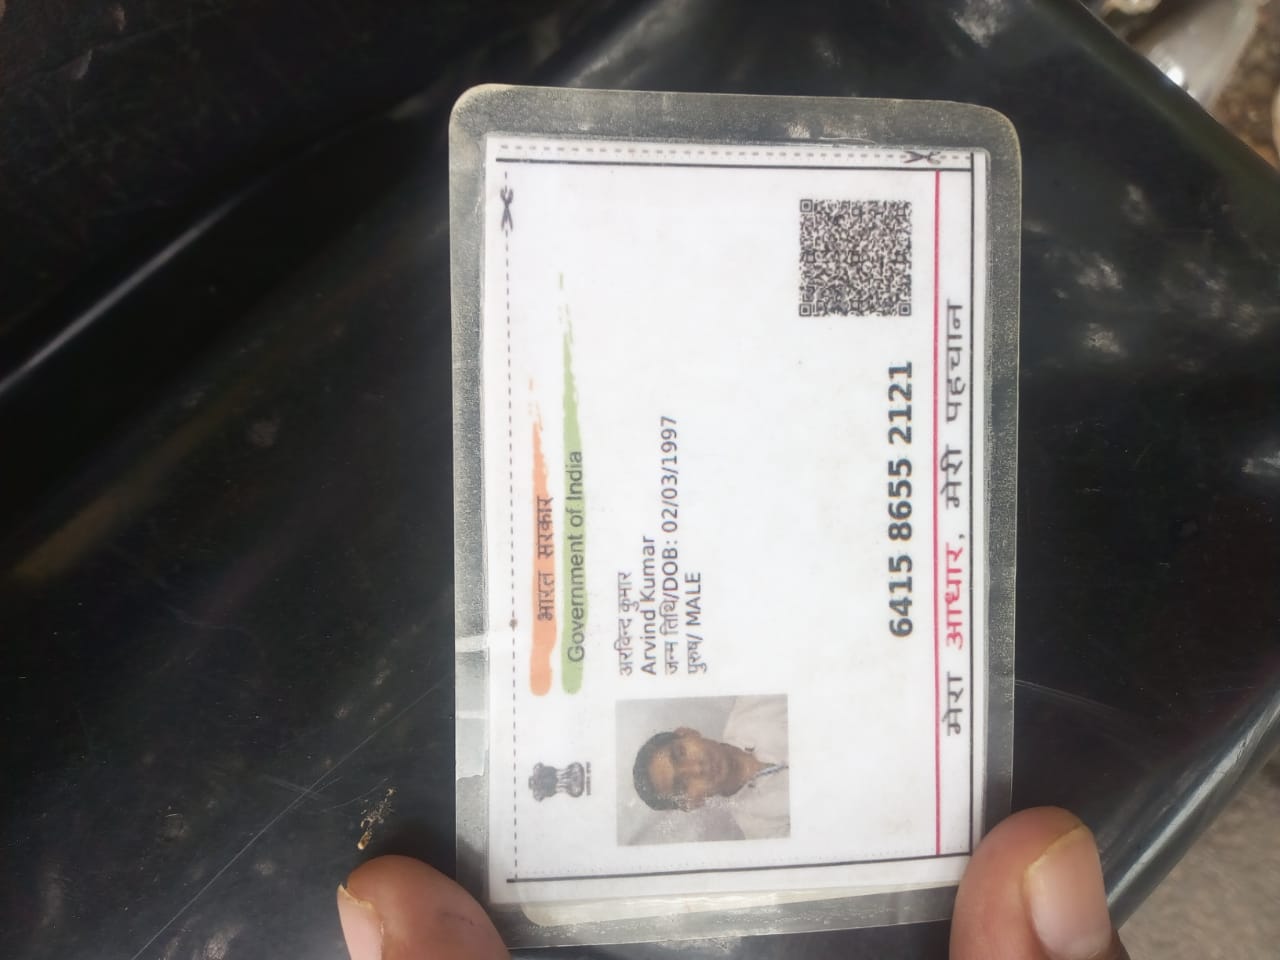 भारत सरकार
Government of India
अरविन्द कुमार
Arvind Kumar
जन्म तिथि/DOB: 02/03/1997
पुरुष/ MALE
6415 8655 2121
मेरा आधार, मेरी पहचान